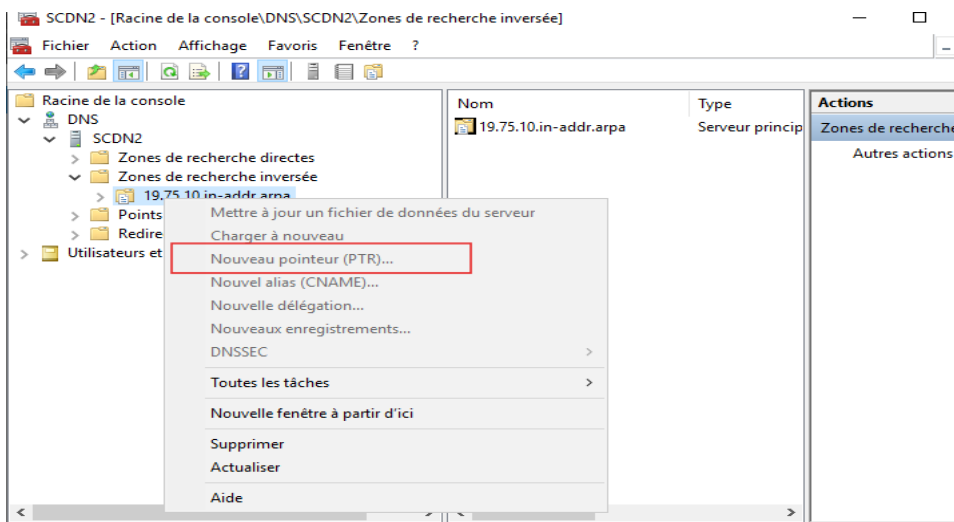 SCDN2 - [Racine de la console\DNS\SCDN2\Zones de recherche inversée]
Fichier Action Affichage Favoris Fenêtre ?
Racine de la console
DNS
SCDN2
Zones de recherche directes
Zones de recherche inversée
19.75.10.in-addr.arpa
Points
Redire
Utilisateurs et
Nom Type
19.75.10.in-addr.arpa Serveur princip
Actions
Zones de recherche
Autres actions
Mettre à jour un fichier de données du serveur
Charger à nouveau
Nouveau pointeur (PTR)...
Nouvel alias (CNAME)...
Nouvelle délégation...
Nouveaux enregistrements...
DNSSEC
Toutes les tâches
Nouvelle fenêtre à partir d'ici
Supprimer
Actualiser
Aide